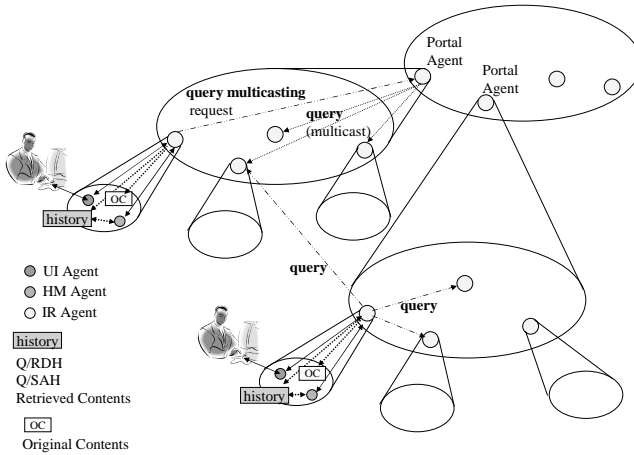 Portal
Agent
Portal
Agent
query multicasting
request
query
(multicast)
OC
history
query
query
OC
history
UI Agent
HM Agent
IR Agent
history
Q/RDH
Q/SAH
Retrieved Contents
OC
Original Contents